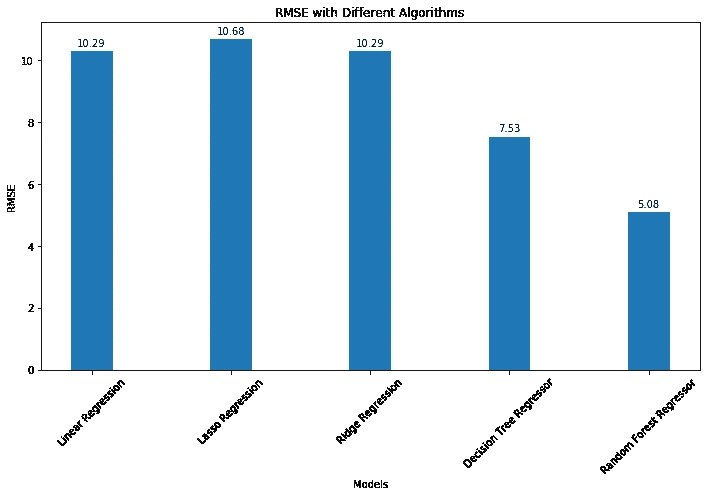 RMSE with Different Algorithms
10.29
10.68
10.29
7.53
5.08
10
8
6
4
2
0
RMSE
Linear Regression
Lasso Regression
Ridge Regression
Decision Tree Regressor
Random Forest Regressor
Models